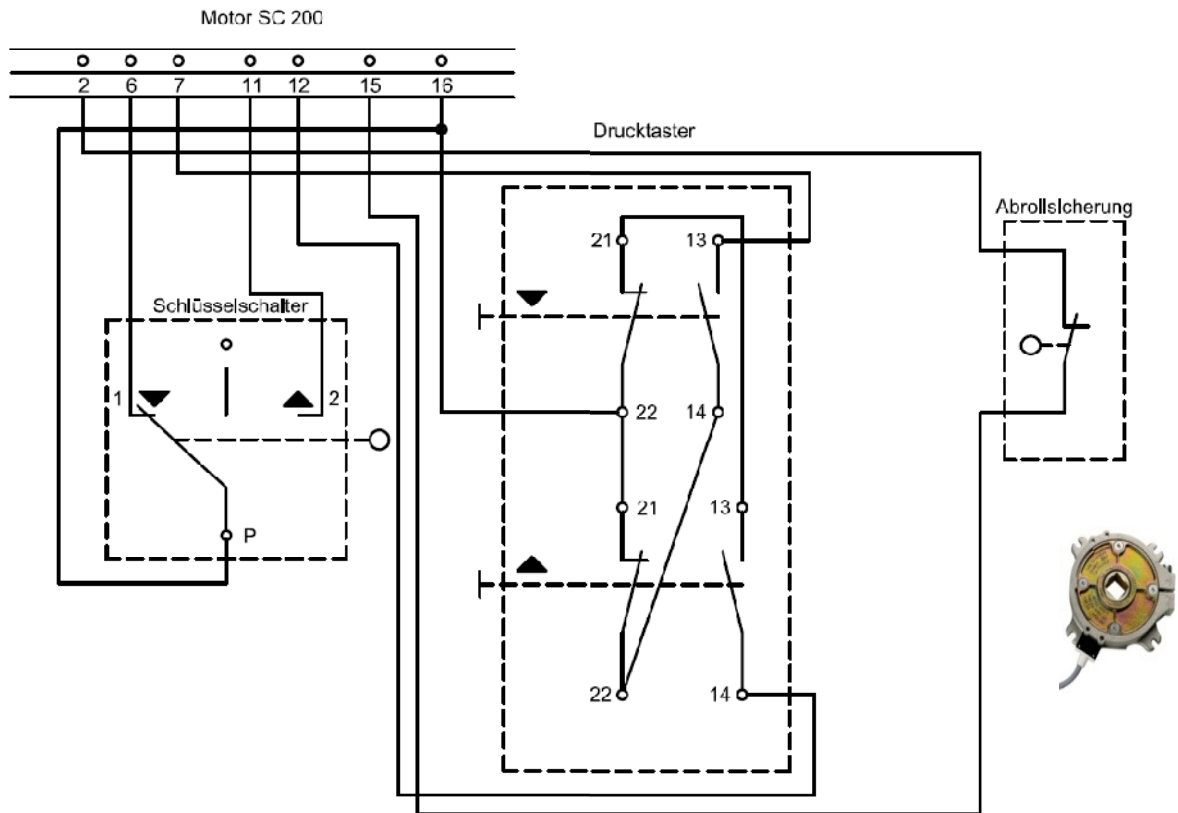 Motor SC 200
2 6 7 11 12 15 16
Drucktaster
Abrollsicherung
21 13
Schlüsselschalter
1 2
22 14
21 13
P
22 14